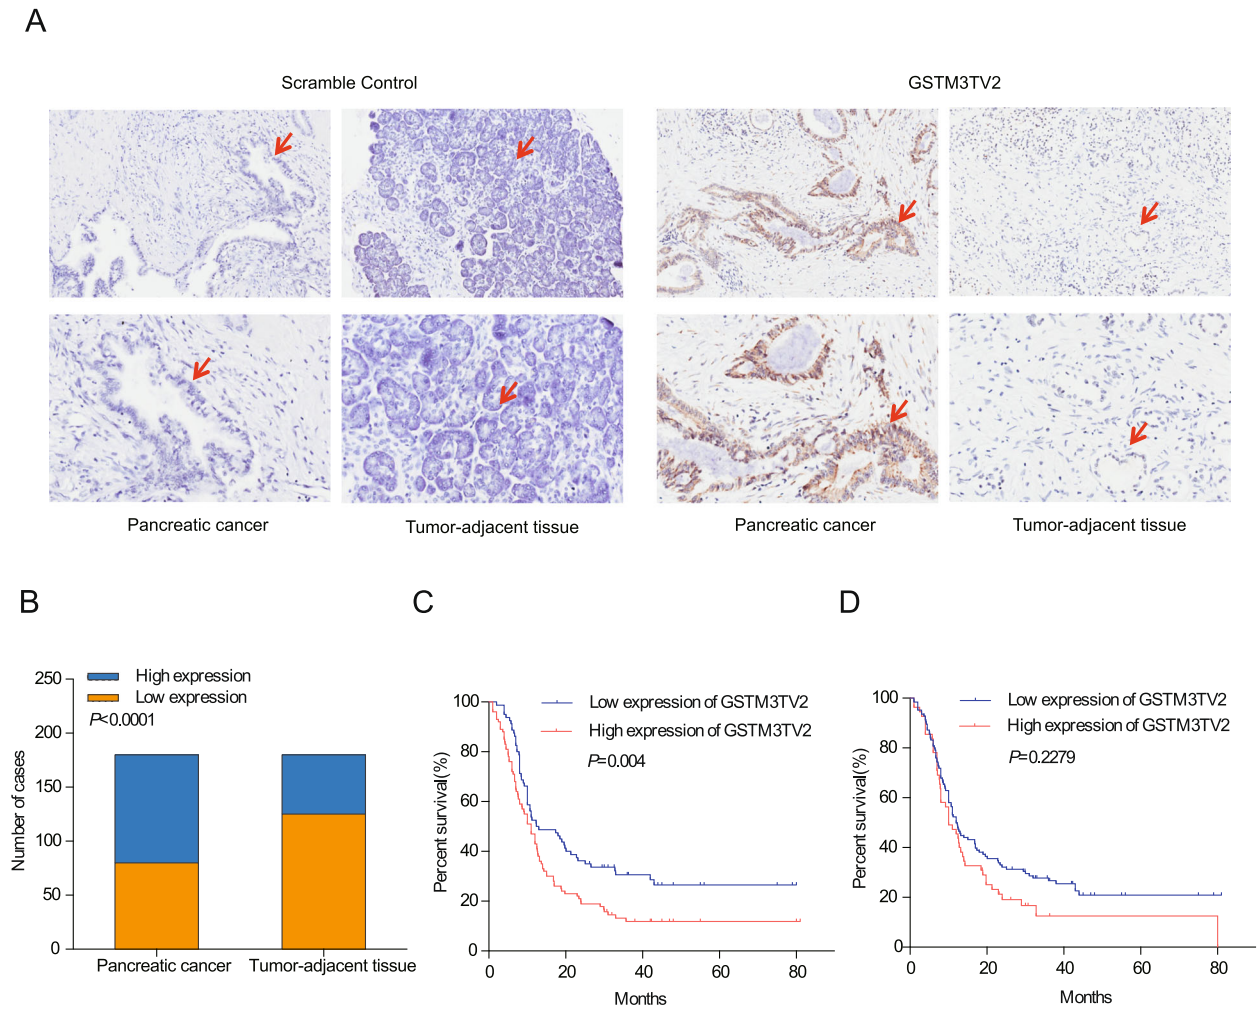 A
Scramble Control
GSTM3TV2
Pancreatic cancer
Tumor-adjacent tissue
Pancreatic cancer
Tumor-adjacent tissue
B
High expression
Low expression
P<0.0001
Number of cases
250
200
150
100
50
0
Pancreatic cancer
Tumor-adjacent tissue
C
Low expression of GSTM3TV2
High expression of GSTM3TV2
P=0.004
Percent survival(%)
100
80
60
40
20
0
0 20 40 60 80
Months
D
Low expression of GSTM3TV2
High expression of GSTM3TV2
P=0.2279
Percent survival(%)
100
80
60
40
20
0
0 20 40 60 80
Months